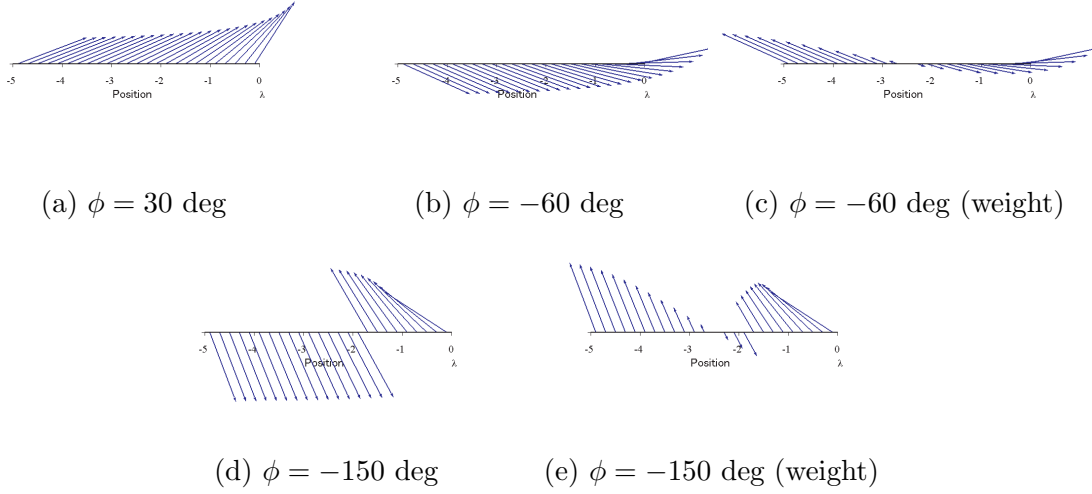 -5 -4 -3 -2 -1 0
Position λ
-5 -4 -3 -2 -1 0
Position λ
-5 -4 -3 -2 -1 0
Position λ
(a) ϕ = 30 deg
(b) ϕ = −60 deg
(c) ϕ = −60 deg (weight)
-5 -4 -3 -2 -1 0
Position λ
-5 -4 -3 -2 -1 0
Position λ
(d) ϕ = −150 deg
(e) ϕ = −150 deg (weight)